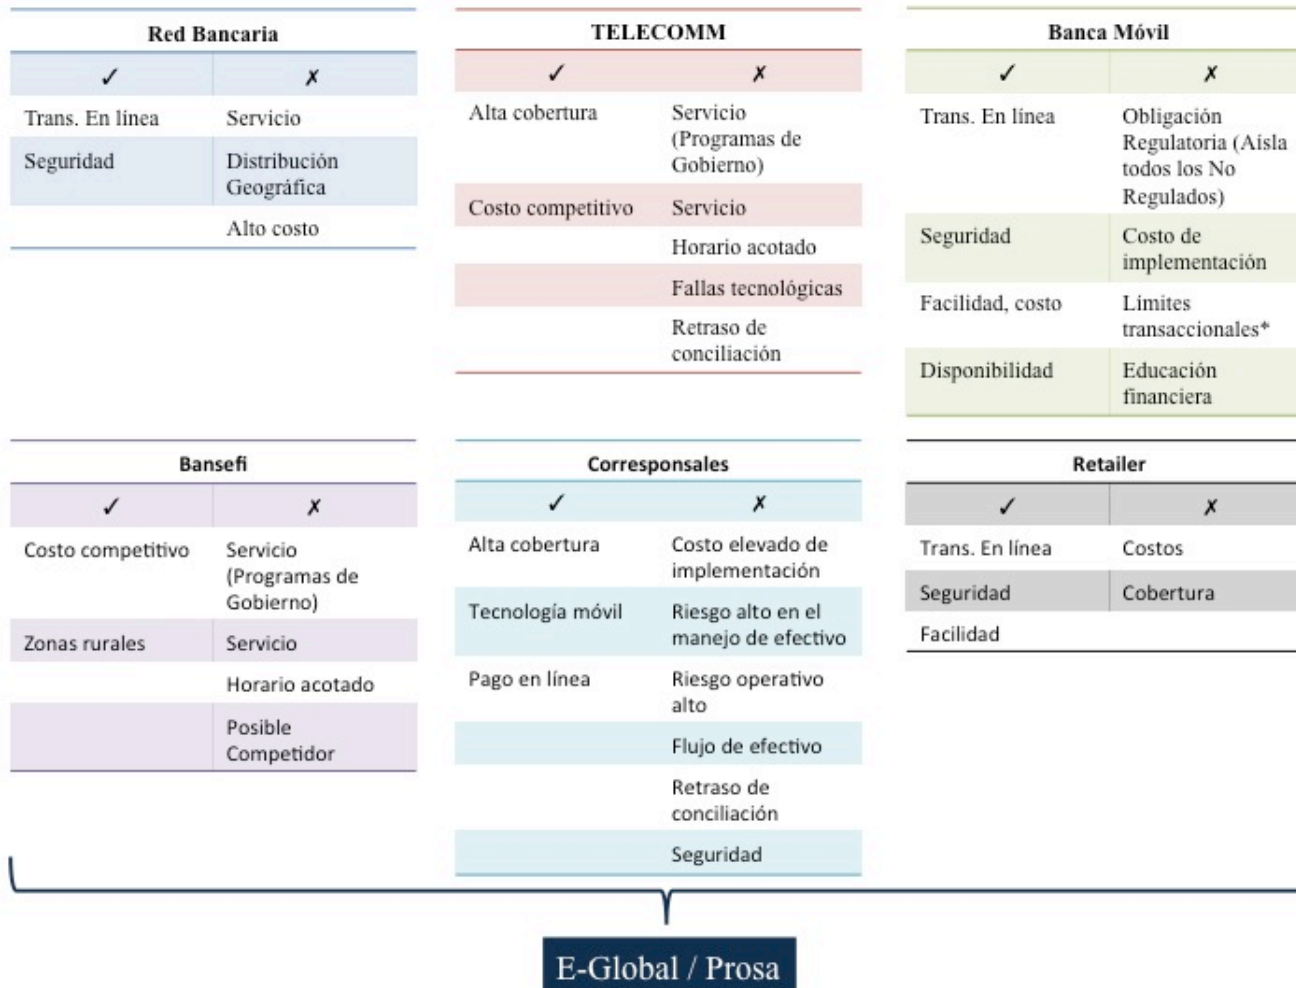 Red Bancaria
✓ ✗
Trans. En línea Servicio
Seguridad Distribución
Geográfica
Alto costo
TELECOMM
✓ ✗
Alta cobertura Servicio
(Programas de
Gobierno)
Costo competitivo Servicio
Horario acotado
Fallas tecnológicas
Retraso de
conciliación
Banca Móvil
✓ ✗
Trans. En línea Obligación
Regulatoria (Aísla
todos los No
Regulados)
Seguridad Costo de
implementación
Facilidad, costo Límites
transaccionales*
Disponibilidad Educación
financiera
Bansefi
✓ ✗
Costo competitivo Servicio
(Programas de
Gobierno)
Zonas rurales Servicio
Horario acotado
Posible
Competidor
Corresponsales
✓ ✗
Alta cobertura Costo elevado de
implementación
Tecnología móvil Riesgo alto en el
manejo de efectivo
Pago en línea Riesgo operativo
alto
Flujo de efectivo
Retraso de
conciliación
Seguridad
Retailer
✓ ✗
Trans. En línea Costos
Seguridad Cobertura
Facilidad
E-Global / Prosa